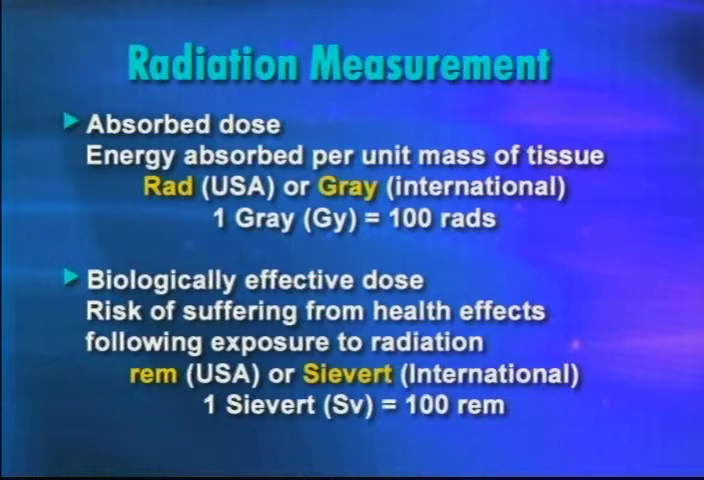 Radiation Measurement
Absorbed dose
Energy absorbed per unit mass of tissue
Rad (USA) or Gray (international)
1 Gray (Gy) = 100 rads
Biologically effective dose
Risk of suffering from health effects
following exposure to radiation
rem (USA) or Sievert (International)
1 Sievert (Sv) = 100 rem